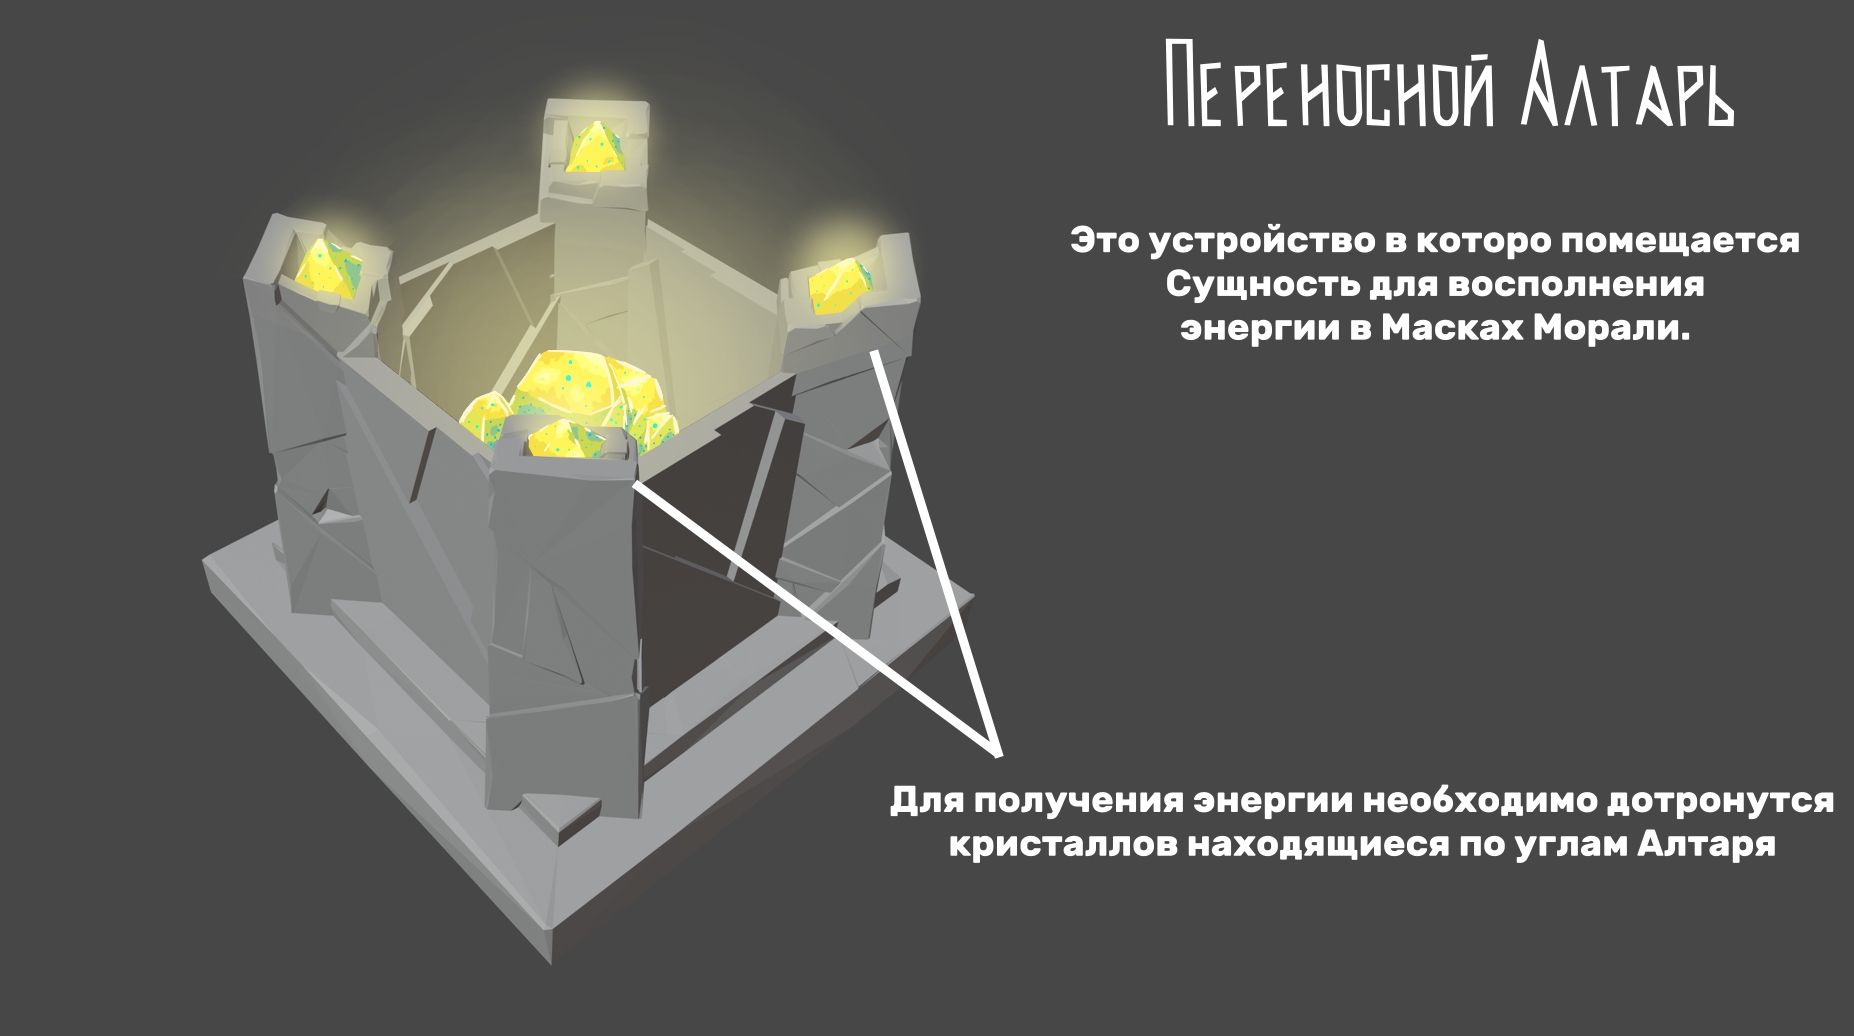 Переносной Алтарь
Это устройство в которо помещается
Сущность для восполнения
энергии в Масках Морали.
Для получения энергии необходимо дотронутся
кристаллов находящиеся по углам Алтаря